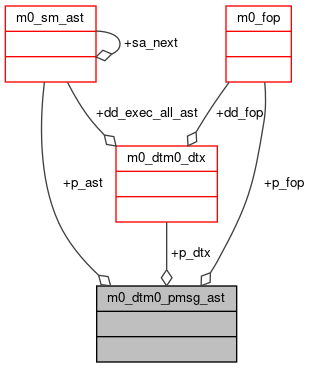 m0_sm_ast
m0_fop
+sa_next
+dd_exec_all_ast
+dd_fop
m0_dtm0_dtx
+p_ast
+p_fop
+p_dtx
m0_dtm0_pmsg_ast